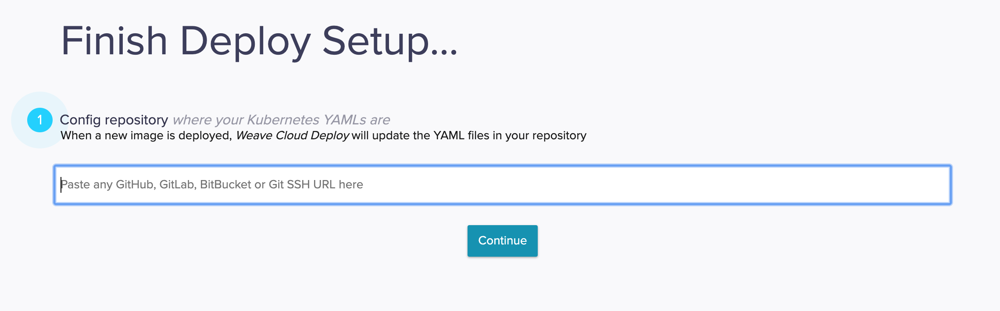 Finish Deploy Setup...
1
Config repository where your Kubernetes YAMLs are
When a new image is deployed, Weave Cloud Deploy will update the YAML files in your repository
Paste any GitHub, GitLab, BitBucket or Git SSH URL here
Continue